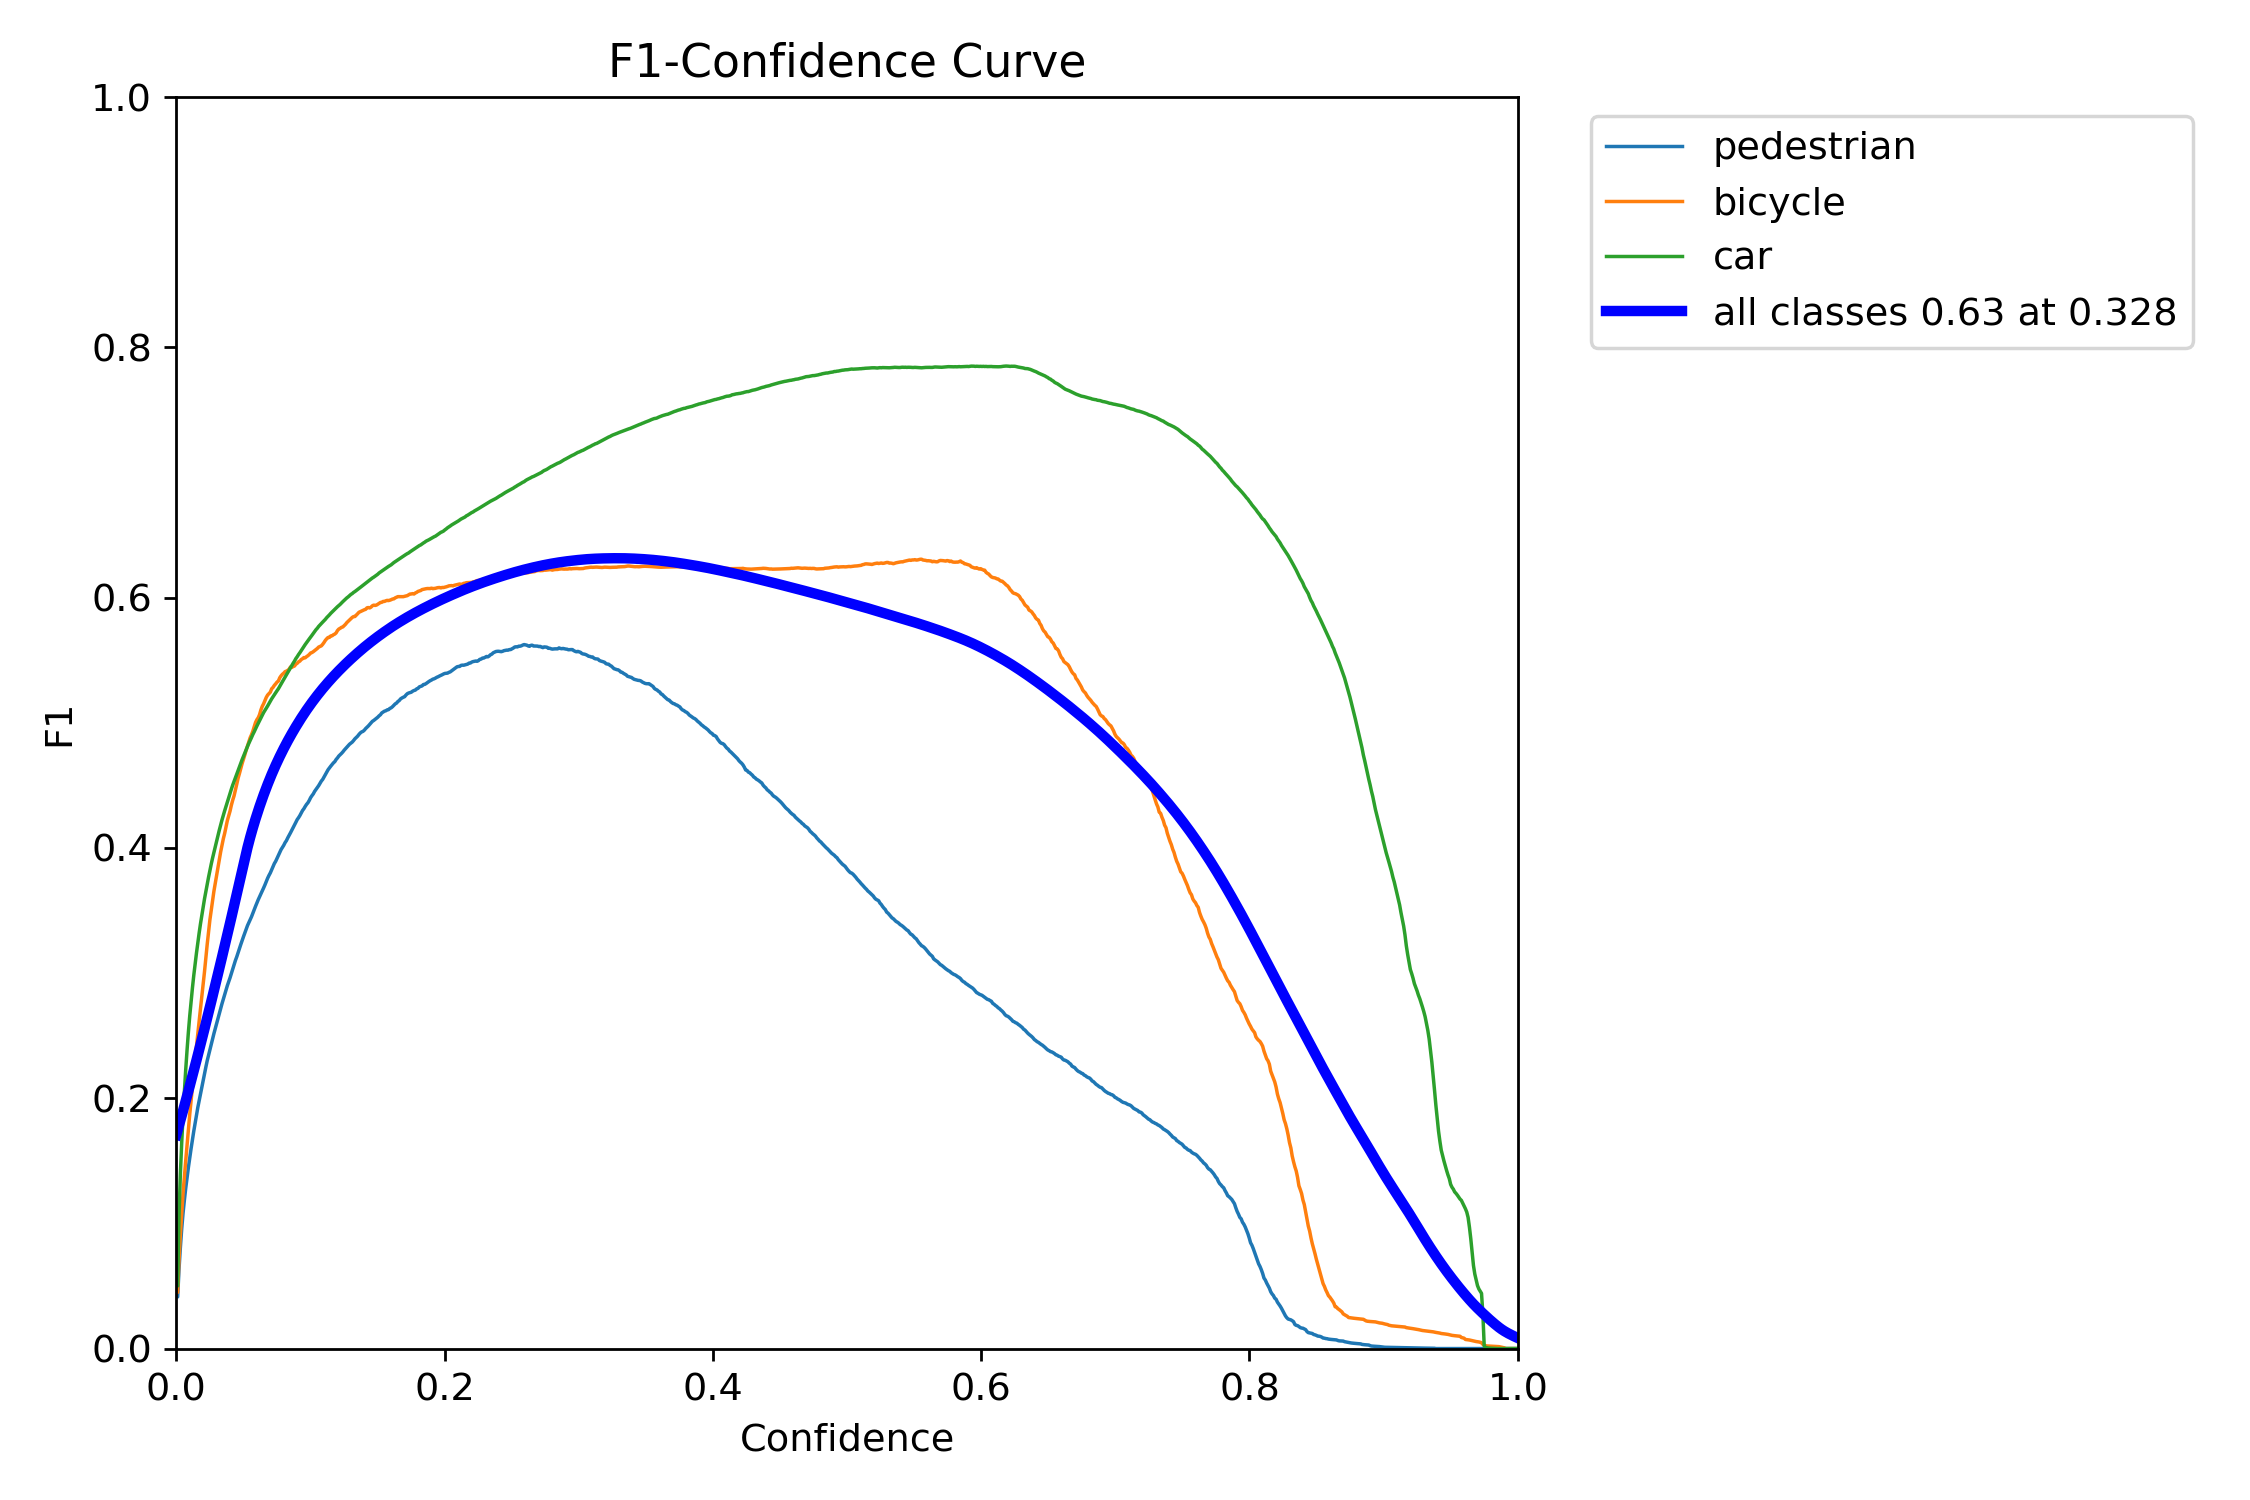 F1-Confidence Curve
1.0
0.8
0.6
0.4
0.2
0.0
F1
0.0 0.2 0.4 0.6 0.8 1.0
Confidence
pedestrian
bicycle
car
all classes 0.63 at 0.328